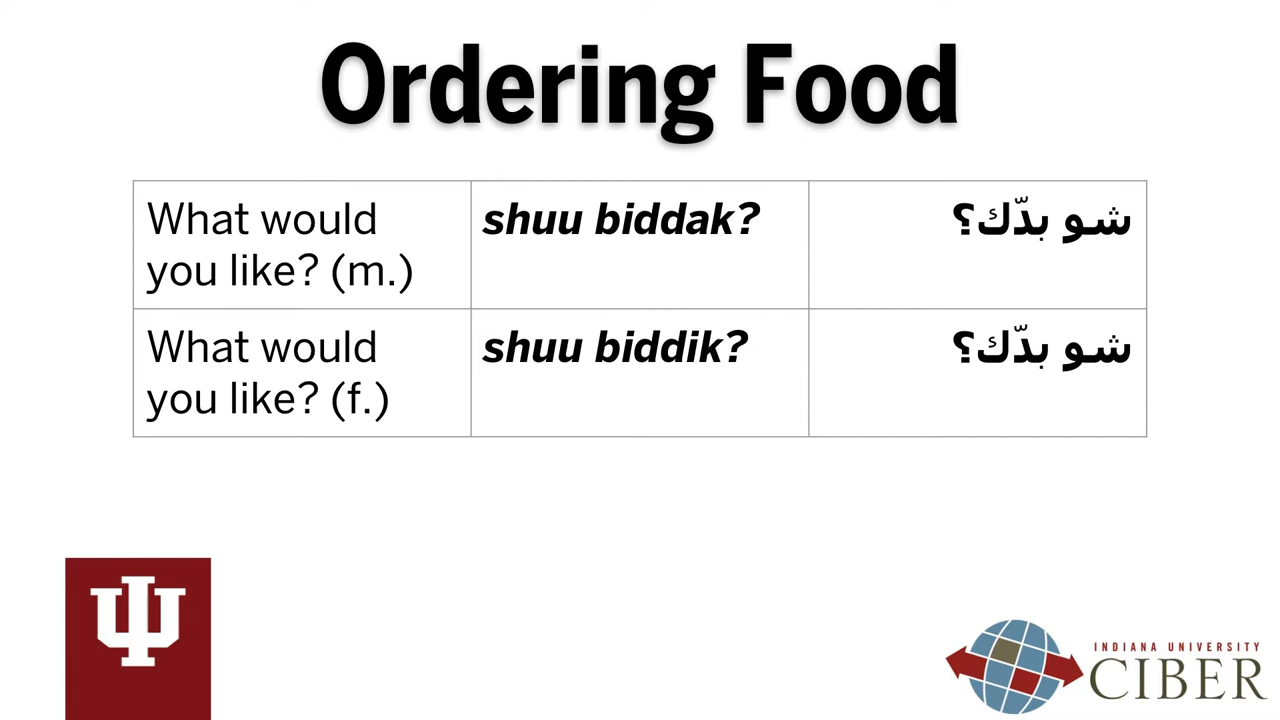 Ordering Food
What would
you like? (m.)
shuu biddak?
شو بدّك؟
What would
you like? (f.)
shuu biddik?
شو بدّك؟
INDIANA UNIVERSITY
CIBER